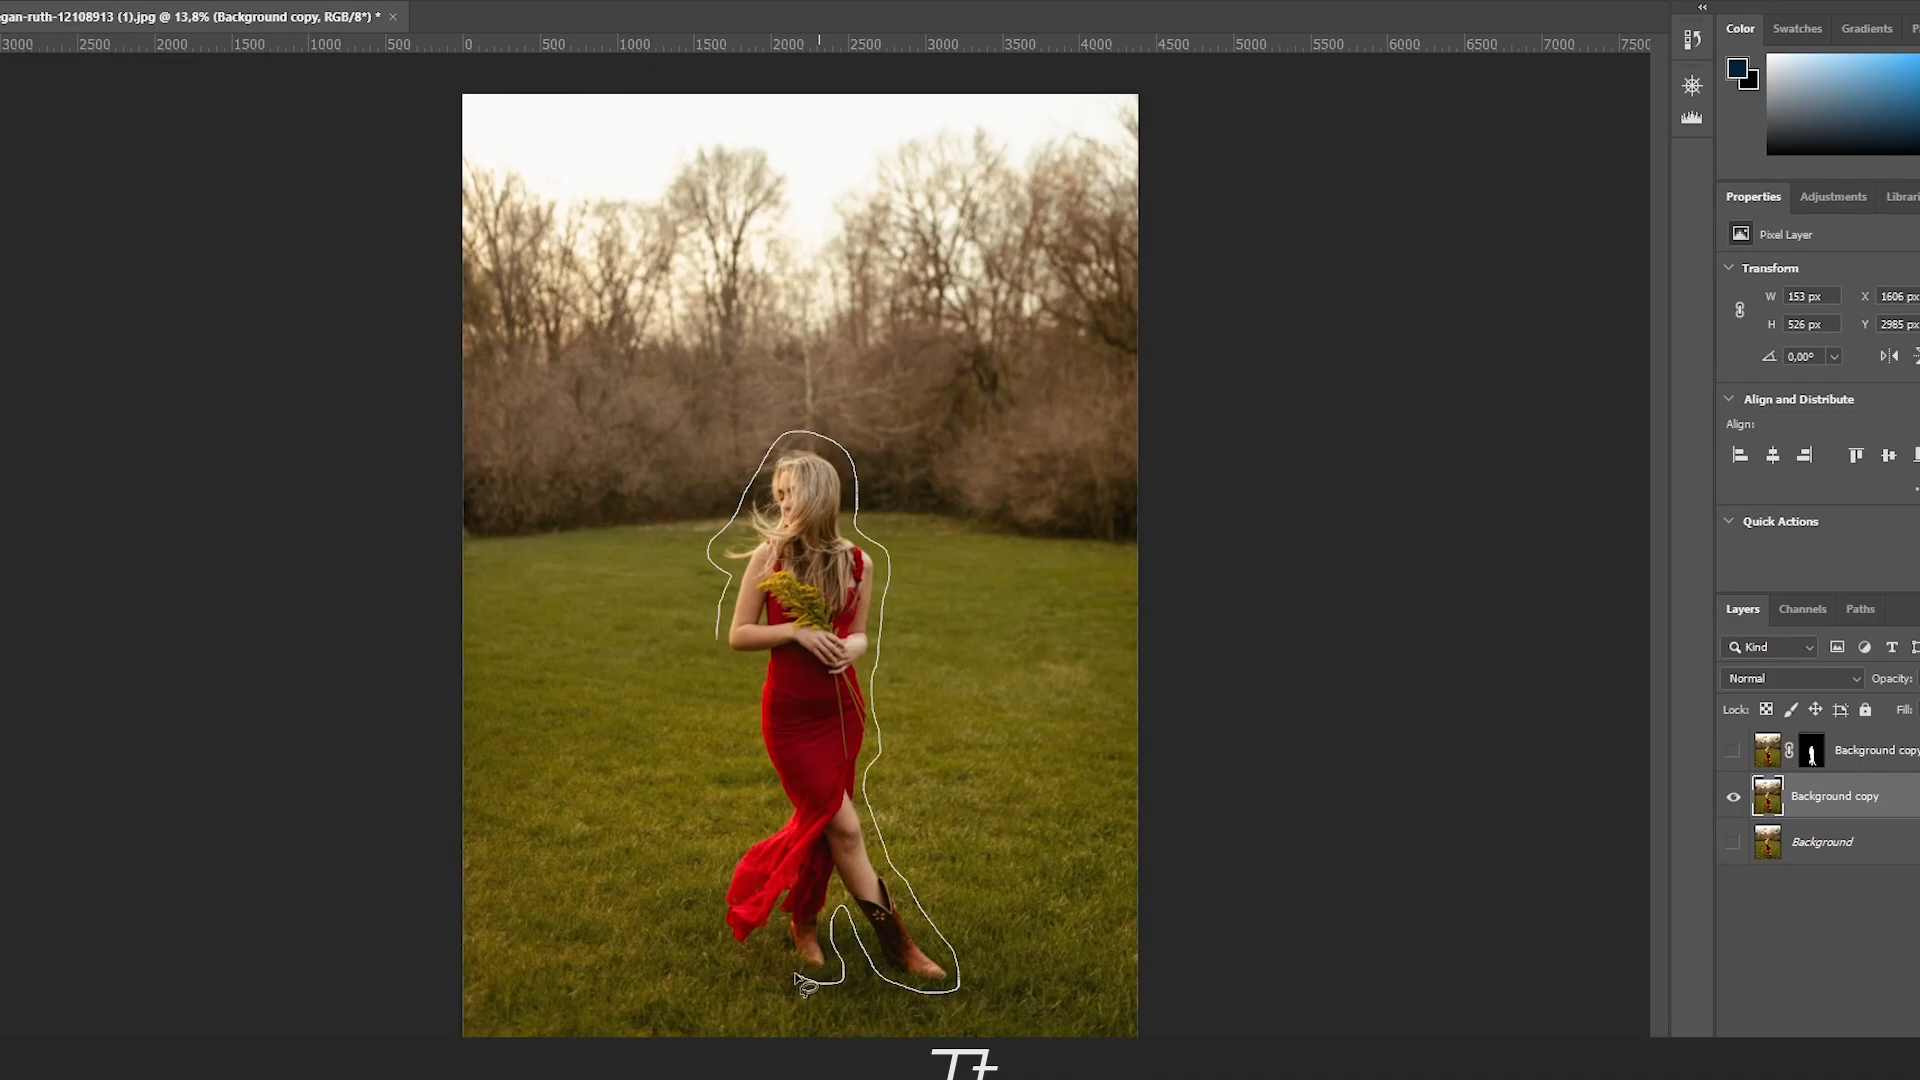 gan-ruth-12108913 (1).jpg @ 13,8% (Background copy, RGB/8*) *
3000 2500 2000 1500 1000 500 0 500 1000 1500 2000 2500 3000 3500 4000 4500 5000 5500 6000 6500 7000 7500
Color Swatches Gradients
Properties Adjustments Librari
Pixel Layer
Transform
W 153 px X 1606 px
H 526 px Y 2985 px
0,00°
Align and Distribute
Align:
Quick Actions
Layers Channels Paths
Kind
Normal Opacity:
Lock: Fill:
Background copy
Background copy
Background